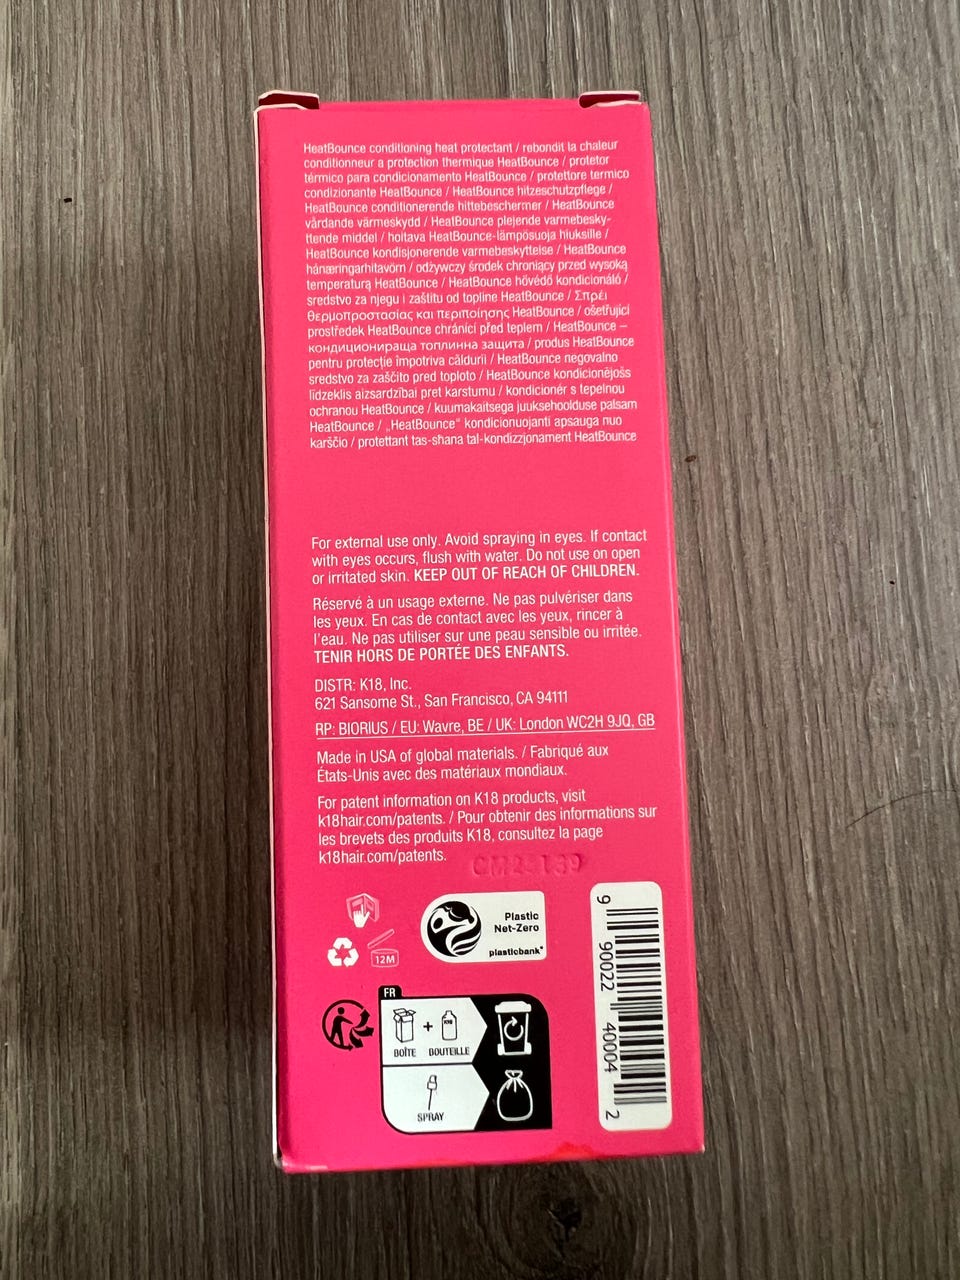 HeatBounce conditioning heat protectant / rebondit la chaleur
conditionneur a protection thermique HeatBounce / protetor
térmico para condicionamento HeatBounce / protettore termico
condizionante HeatBounce / HeatBounce hitzeschutzpflege /
HeatBounce conditionerende hittebeschermer / HeatBounce
vårdande värmeskydd / HeatBounce plejende varmebesky-
ttende middel / hoitava HeatBounce-lämpösuoja hiuksille /
HeatBounce kondisjonerende varmebeskyttelse / HeatBounce
hánæringarhitavörn / odżywczy środek chroniący przed wysoką
temperaturą HeatBounce / HeatBounce hővédő kondicionáló /
sredstvo za njegu i zaštitu od topline HeatBounce / Σπρέι
θερμοπροστασίας και περιποίησης HeatBounce / ošetřující
prostředek HeatBounce chránící před teplem / HeatBounce –
кондиционираща топлинна защита / produs HeatBounce
pentru protecție împotriva căldurii / HeatBounce negovalno
sredstvo za zaščito pred toploto / HeatBounce kondicionējošs
līdzeklis aizsardzībai pret karstumu / kondicionér s tepelnou
ochranou HeatBounce / kuumakaitsega juuksehoolduse palsam
HeatBounce / „HeatBounce“ kondicionuojanti apsauga nuo
karščio / protettant tas-sħana tal-kondizzjonament HeatBounce
For external use only. Avoid spraying in eyes. If contact
with eyes occurs, flush with water. Do not use on open
or irritated skin. KEEP OUT OF REACH OF CHILDREN.
Réservé à un usage externe. Ne pas pulvériser dans
les yeux. En cas de contact avec les yeux, rincer à
l'eau. Ne pas utiliser sur une peau sensible ou irritée.
TENIR HORS DE PORTÉE DES ENFANTS.
DISTR: K18, Inc.
621 Sansome St., San Francisco, CA 94111
RP: BIORIUS / EU: Wavre, BE / UK: London WC2H 9JQ, GB
Made in USA of global materials. / Fabriqué aux
États-Unis avec des matériaux mondiaux.
For patent information on K18 products, visit
k18hair.com/patents. / Pour obtenir des informations sur
les brevets des produits K18, consultez la page
k18hair.com/patents.
12M
Plastic
Net-Zero
plasticbank
FR
K18
BOÎTE + BOUTEILLE
SPRAY
9 90022 40004 2